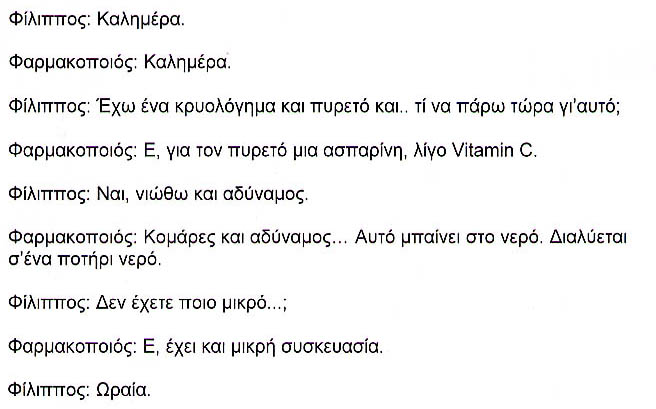 Φίλιππος: Καλημέρα.
Φαρμακοποιός: Καλημέρα.
Φίλιππος: Έχω ένα κρυολόγημα και πυρετό και.. τί να πάρω τώρα γι'αυτό;
Φαρμακοποιός: Ε, για τον πυρετό μια ασπαρίνη, λίγο Vitamin C.
Φίλιππος: Ναι, νιώθω και αδύναμος.
Φαρμακοποιός: Κομάρες και αδύναμος... Αυτό μπαίνει στο νερό. Διαλύεται
σ'ένα ποτήρι νερό.
Φίλιππος: Δεν έχετε ποιο μικρό...;
Φαρμακοποιός: Ε, έχει και μικρή συσκευασία.
Φίλιππος: Ωραία.